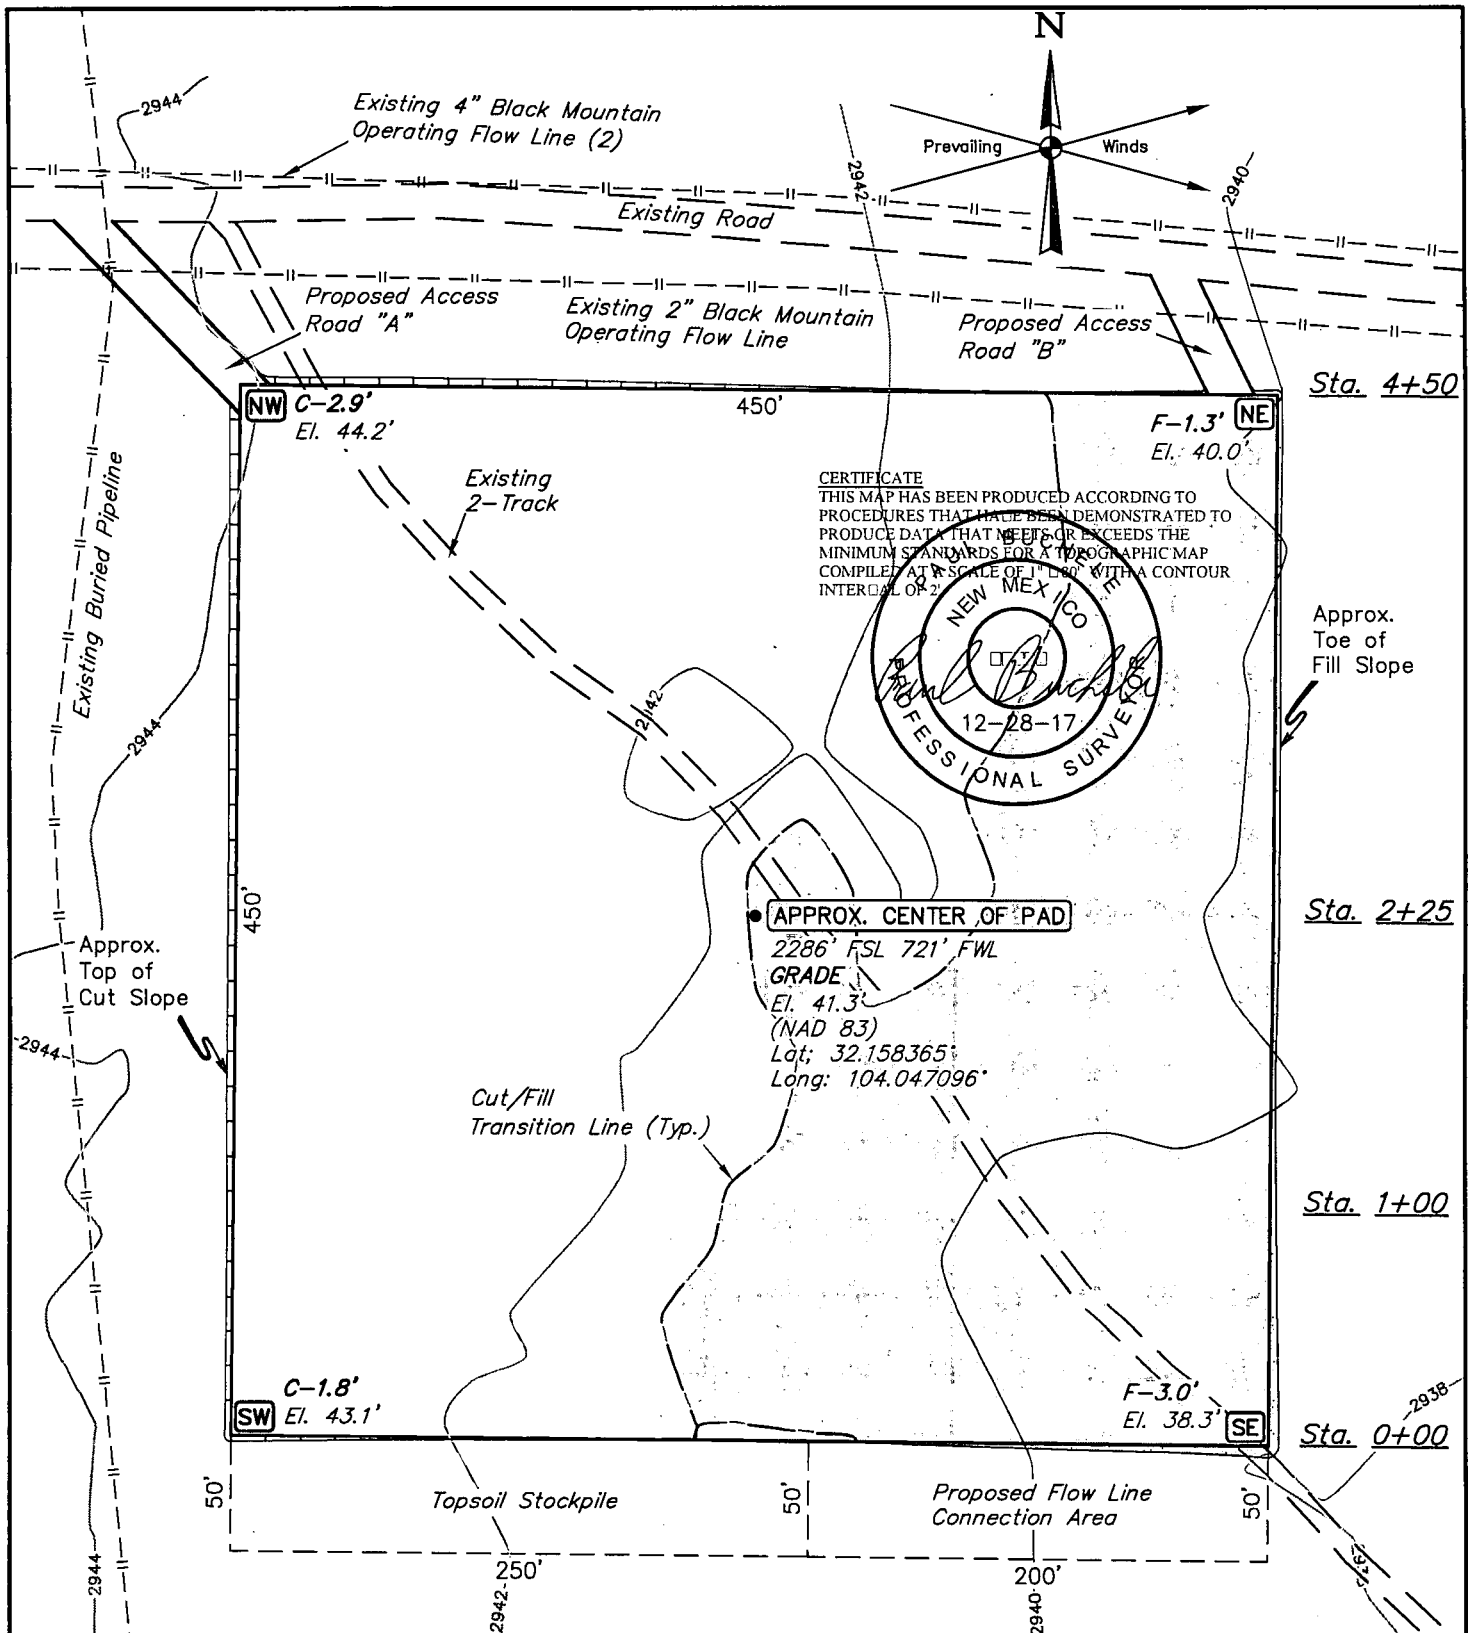 N
2944
Existing 4" Black Mountain
Operating Flow Line (2)
Prevailing Winds
2942
2940
Existing Road
Proposed Access
Road "A"
Existing 2" Black Mountain
Operating Flow Line
Proposed Access
Road "B"
Sta. 4+50
NW C-2.9'
El. 44.2'
450'
F-1.3' NE
El. 40.0'
Existing
2-Track
CERTIFICATE
THIS MAP HAS BEEN PRODUCED ACCORDING TO
PROCEDURES THAT HAVE BEEN DEMONSTRATED TO
PRODUCE DATA THAT MEETS OR EXCEEDS THE
MINIMUM STANDARDS FOR A TOPOGRAPHIC MAP
COMPILED AT A SCALE OF 1" □ 80' WITH A CONTOUR
INTER□AL OF 2'
PAUL BUCHELE
NEW MEXICO
12-28-17
PROFESSIONAL SURVEYOR
Existing Buried Pipeline
Approx.
Toe of
Fill Slope
2944
2942
450'
APPROX. CENTER OF PAD
2286' FSL 721' FWL
GRADE
El. 41.3'
(NAD 83)
Lat: 32.158365°
Long: 104.047096°
Sta. 2+25
Approx.
Top of
Cut Slope
2944
Cut/Fill
Transition Line (Typ.)
Sta. 1+00
C-1.8'
SW El. 43.1'
F-3.0'
El. 38.3' SE
2938
Sta. 0+00
50'
Topsoil Stockpile
50'
Proposed Flow Line
Connection Area
50'
2944
250'
200'
2942
2940